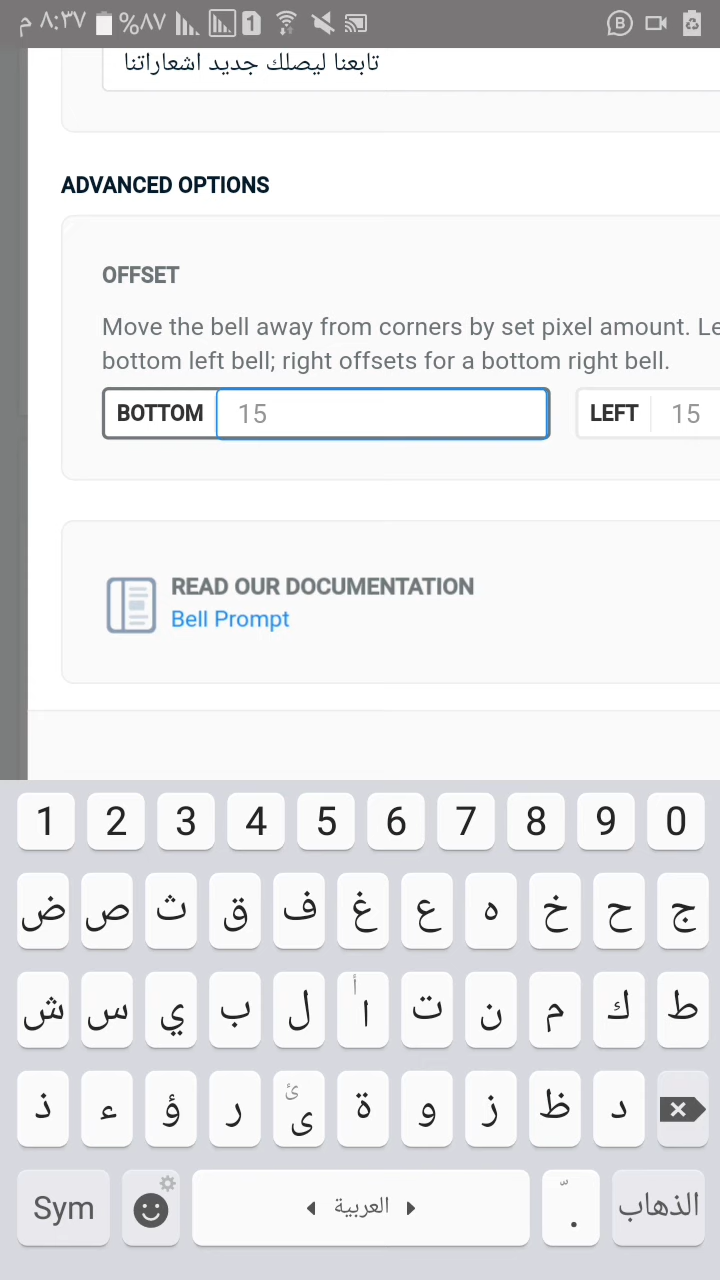 م ٨:٣٧ %٨٧ 1 B
تابعنا ليصلك جديد اشعاراتنا
ADVANCED OPTIONS
OFFSET
Move the bell away from corners by set pixel amount. Le
bottom left bell; right offsets for a bottom right bell.
BOTTOM 15 LEFT 15
READ OUR DOCUMENTATION
Bell Prompt
1 2 3 4 5 6 7 8 9 0
ض ص ث ق ف غ ع ه خ ح ج
ش س ي ب ل أ ا ت ن م ك ط
ذ ء ؤ ر ئ ى ة و ز ظ د
Sym العربية . الذهاب